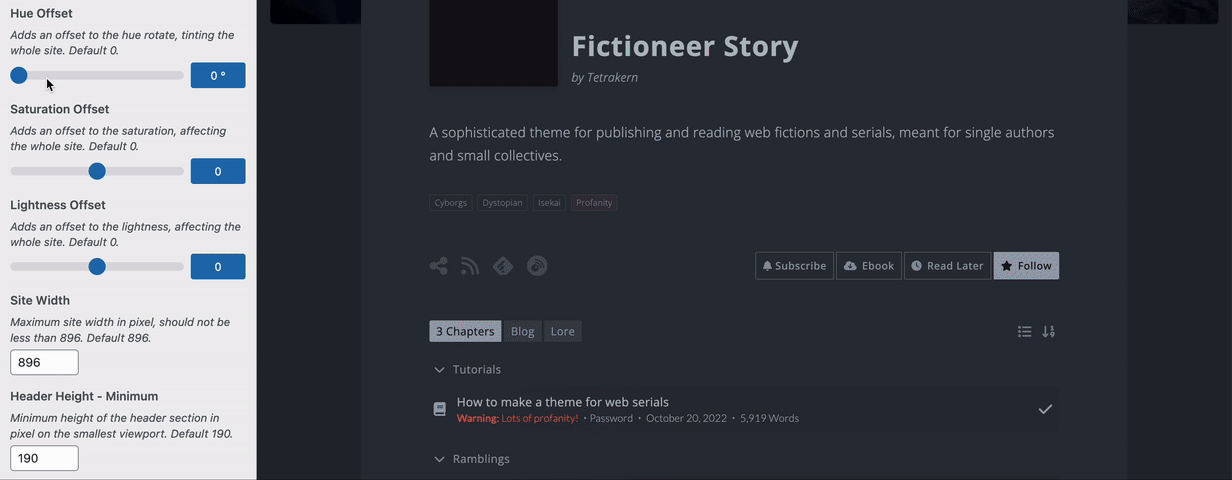 Hue Offset
Adds an offset to the hue rotate, tinting the
whole site. Default 0.
0 °
Saturation Offset
Adds an offset to the saturation, affecting
the whole site. Default 0.
0
Lightness Offset
Adds an offset to the lightness, affecting the
whole site. Default 0.
0
Site Width
Maximum site width in pixel, should not be
less than 896. Default 896.
896
Header Height - Minimum
Minimum height of the header section in
pixel on the smallest viewport. Default 190.
190
Fictioneer Story
by Tetrakern
A sophisticated theme for publishing and reading web fictions and serials, meant for single authors
and small collectives.
Cyborgs Dystopian Isekai Profanity
Subscribe Ebook Read Later Follow
3 Chapters Blog Lore
Tutorials
How to make a theme for web serials
Warning: Lots of profanity! • Password • October 20, 2022 • 5,919 Words
Ramblings